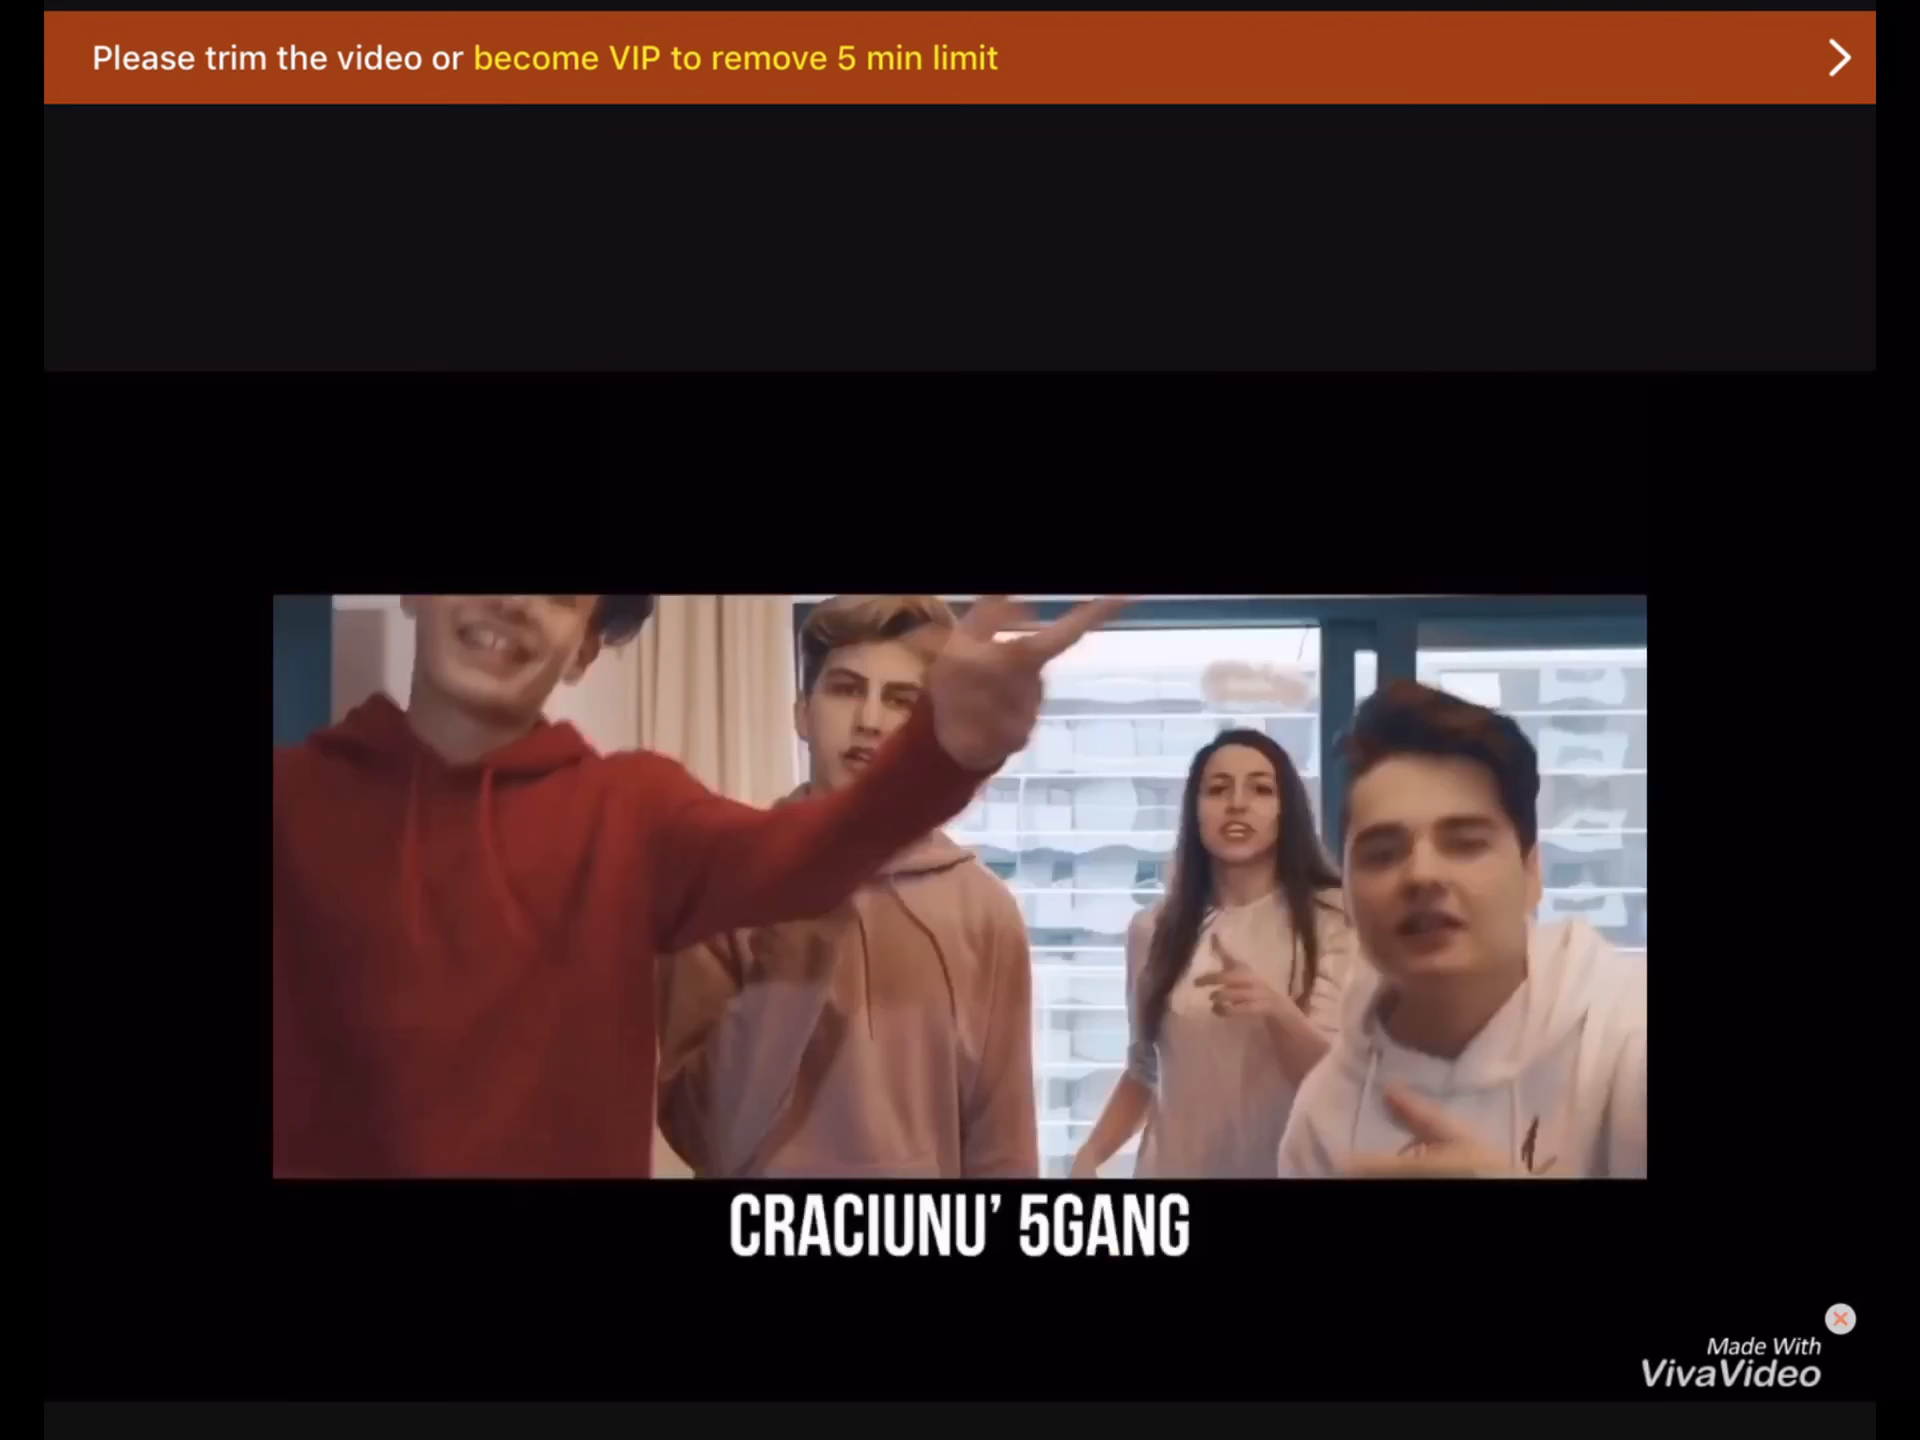 Please trim the video or become VIP to remove 5 min limit
CRACIUNU’ 5GANG
Made With
VivaVideo